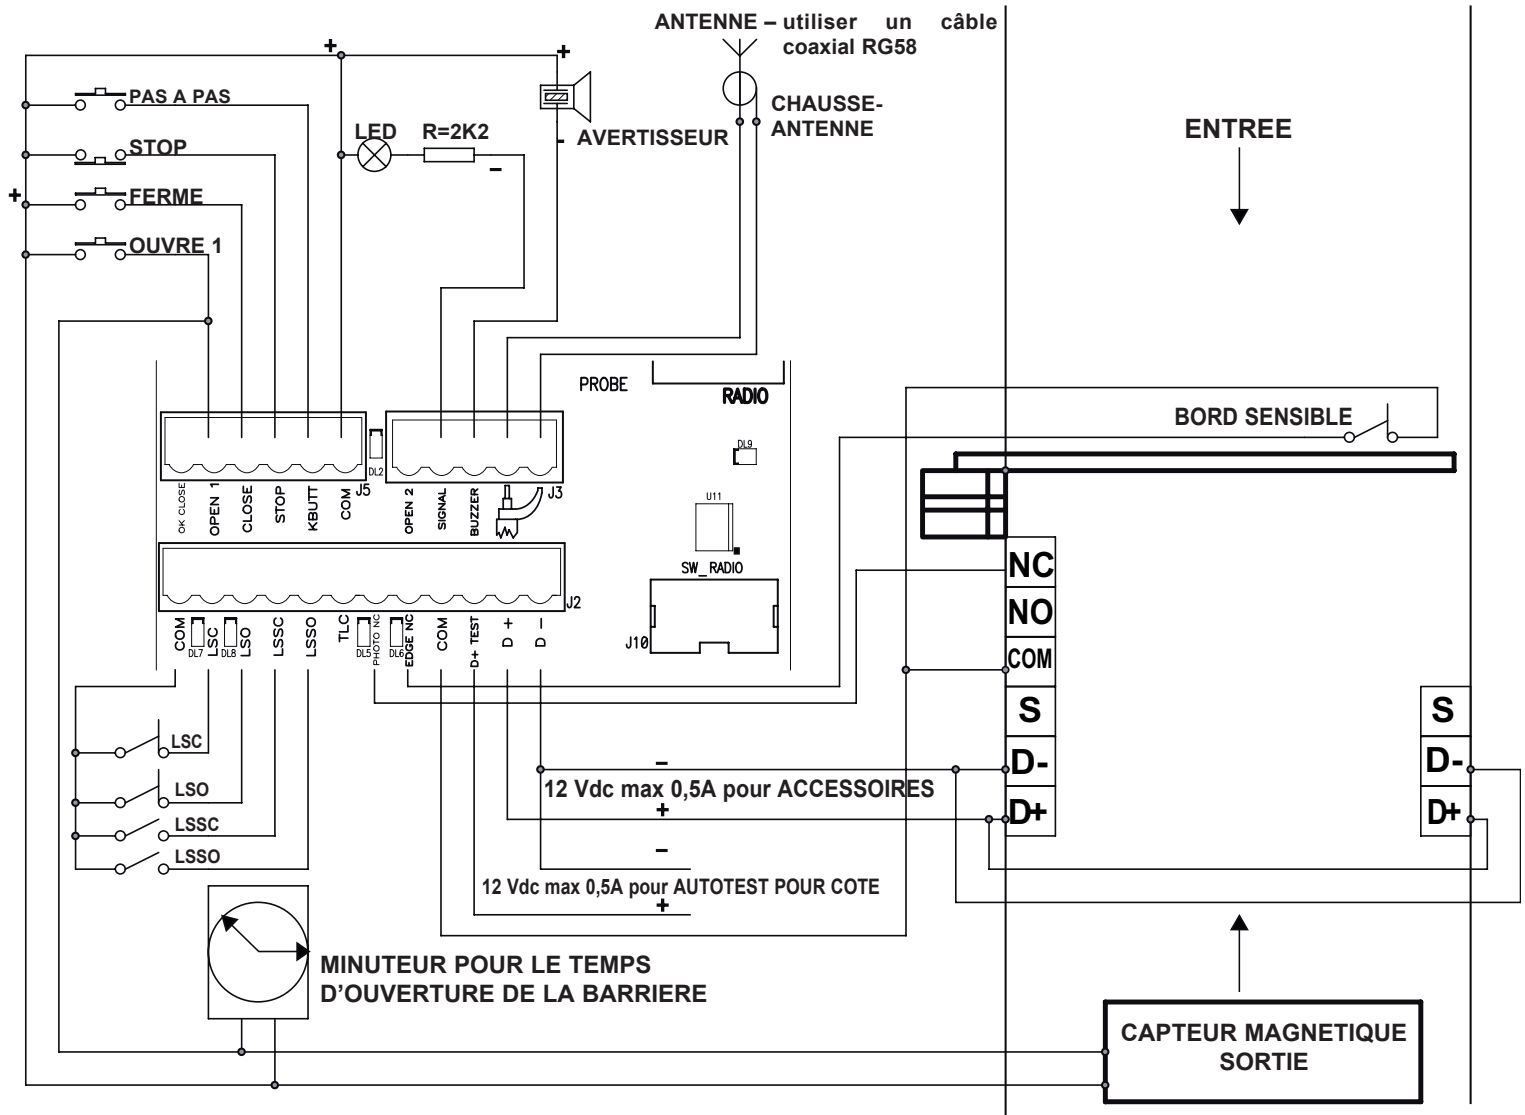 ANTENNE – utiliser un câble
coaxial RG58
+
+
PAS A PAS
CHAUSSE-
ANTENNE
LED
R=2K2
- AVERTISSEUR
ENTREE
STOP
–
+
FERME
OUVRE 1
PROBE
RADIO
BORD SENSIBLE
DL9
DL2
J5
J3
OK CLOSE
OPEN 1
CLOSE
STOP
KBUTT
COM
OPEN 2
SIGNAL
BUZZER
U11
SW_RADIO
J10
J2
COM
DL7
LSC
DL8
LSO
LSSC
LSSO
TLC
DL5
PHOTO NC
DL6
EDGE NC
COM
D+ TEST
D +
D –
NC
NO
COM
S
D-
D+
S
D-
D+
LSC
LSO
LSSC
LSSO
–
12 Vdc max 0,5A pour ACCESSOIRES
+
–
12 Vdc max 0,5A pour AUTOTEST POUR COTE
+
MINUTEUR POUR LE TEMPS
D’OUVERTURE DE LA BARRIERE
CAPTEUR MAGNETIQUE
SORTIE